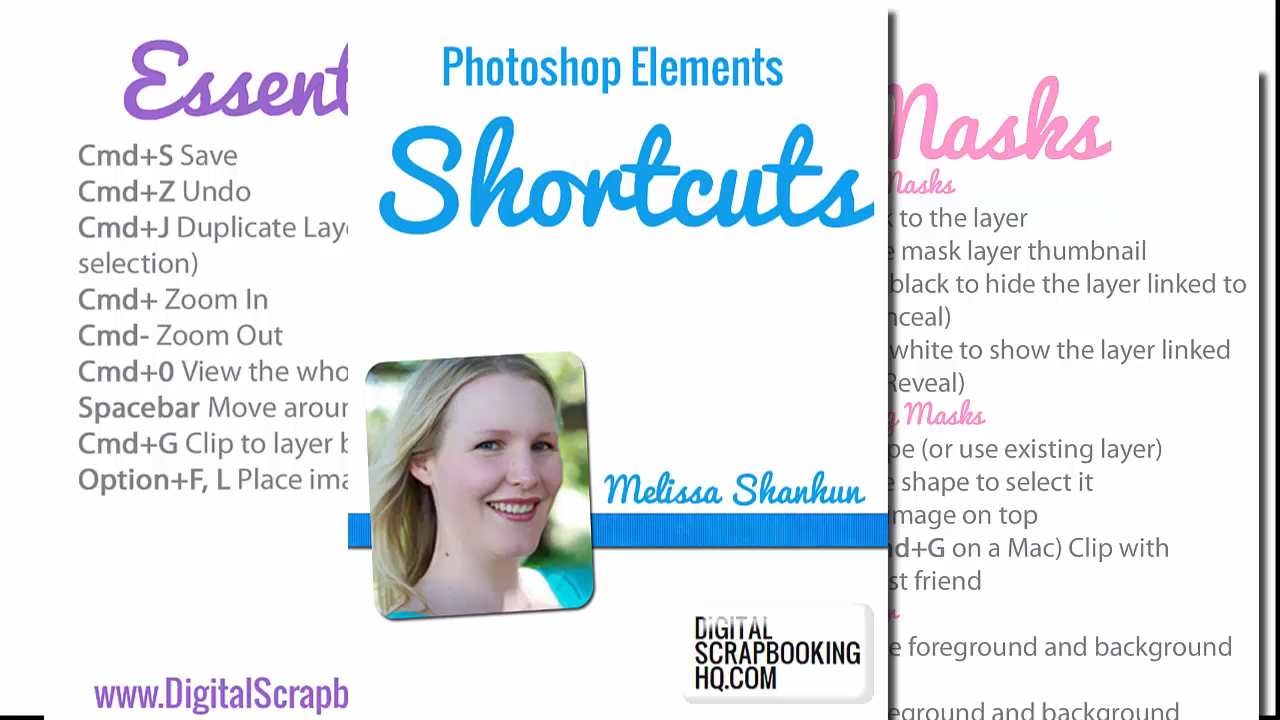 Essent
Cmd+S Save
Cmd+Z Undo
Cmd+J Duplicate Laye
selection)
Cmd+ Zoom In
Cmd- Zoom Out
Cmd+0 View the who
Spacebar Move aroun
Cmd+G Clip to layer b
Option+F, L Place ima
www.DigitalScrapb
Photoshop Elements
Shortcuts
Melissa Shanhun
DIGITAL
SCRAPBOOKING
HQ.COM
Masks
Masks
k to the layer
e mask layer thumbnail
black to hide the layer linked to
nceal)
white to show the layer linked
Reveal)
g Masks
pe (or use existing layer)
e shape to select it
mage on top
nd+G on a Mac) Clip with
st friend
e foreground and background
eground and background